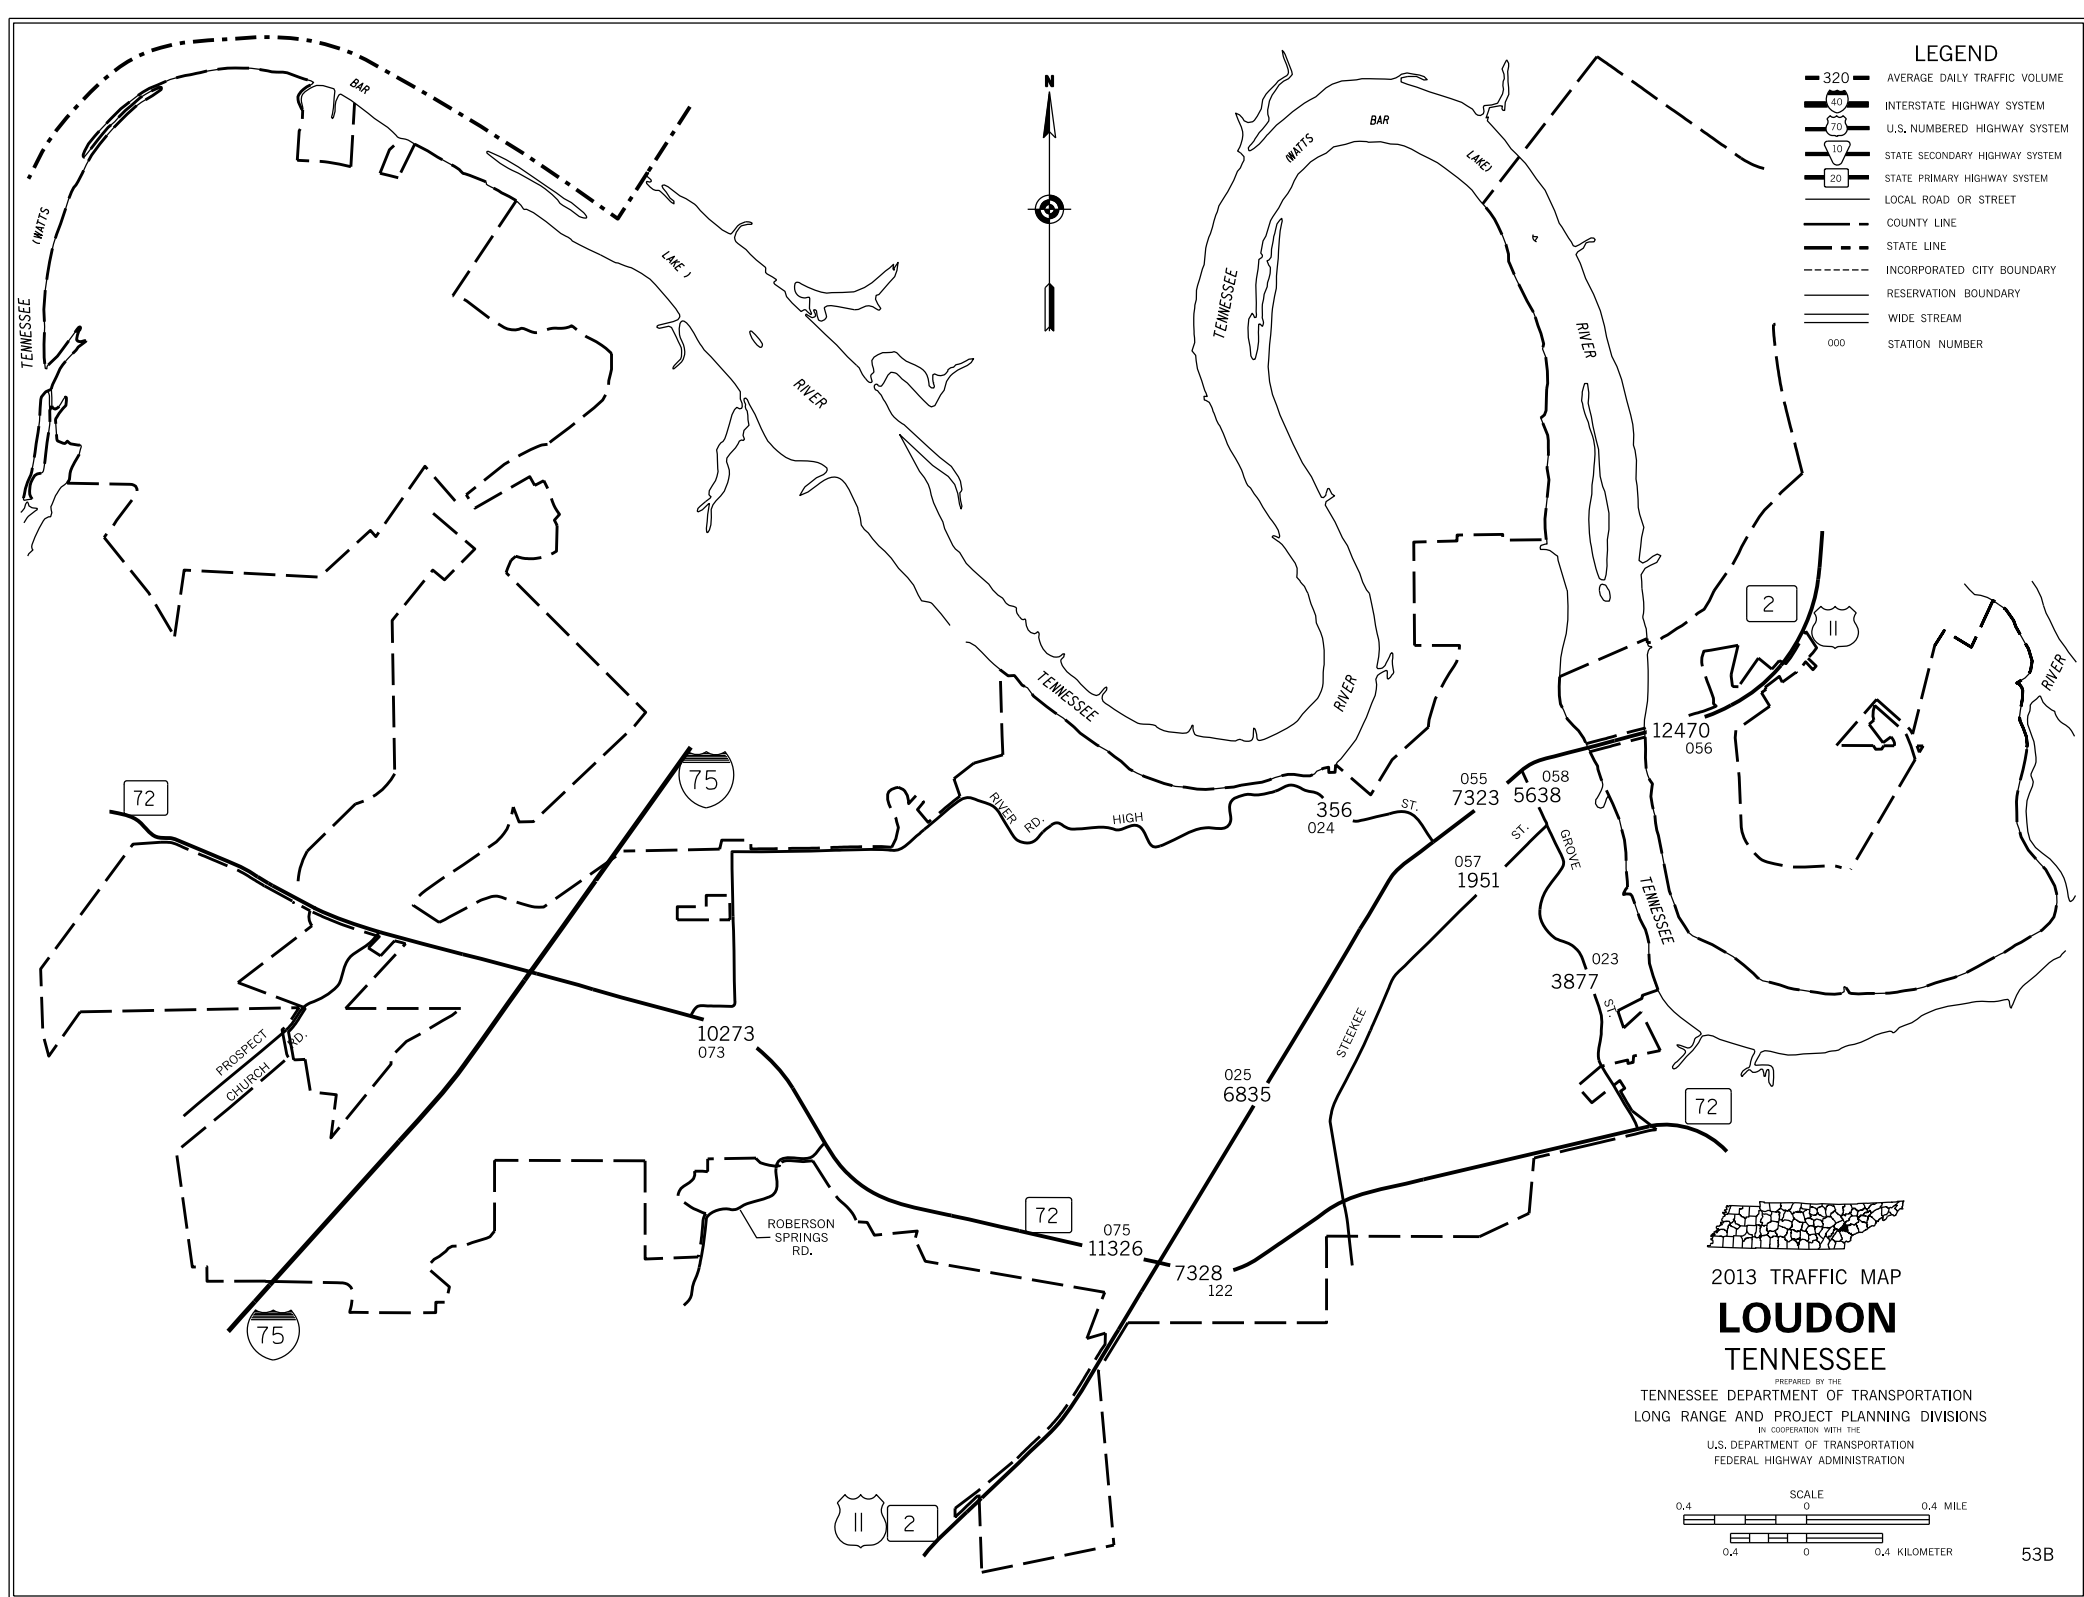 LEGEND
320 AVERAGE DAILY TRAFFIC VOLUME
40 INTERSTATE HIGHWAY SYSTEM
70 U.S. NUMBERED HIGHWAY SYSTEM
10 STATE SECONDARY HIGHWAY SYSTEM
20 STATE PRIMARY HIGHWAY SYSTEM
LOCAL ROAD OR STREET
COUNTY LINE
STATE LINE
INCORPORATED CITY BOUNDARY
RESERVATION BOUNDARY
WIDE STREAM
000 STATION NUMBER
N
TENNESSEE
(WATTS
BAR
LAKE)
RIVER
TENNESSEE
RIVER
TENNESSEE
(WATTS
BAR
LAKE)
RIVER
TENNESSEE
RIVER
2
11
12470
056
055
7323
058
5638
356
024
HIGH
ST.
RIVER
RD.
057
1951
ST.
GROVE
ST.
023
3877
STEEKEE
025
6835
72
75
72
10273
073
PROSPECT
RD.
CHURCH
75
ROBERSON
SPRINGS
RD.
72
075
11326
7328
122
72
11
2
2013 TRAFFIC MAP
LOUDON
TENNESSEE
PREPARED BY THE
TENNESSEE DEPARTMENT OF TRANSPORTATION
LONG RANGE AND PROJECT PLANNING DIVISIONS
IN COOPERATION WITH THE
U.S. DEPARTMENT OF TRANSPORTATION
FEDERAL HIGHWAY ADMINISTRATION
SCALE
0.4 0 0.4 MILE
0.4 0 0.4 KILOMETER
53B